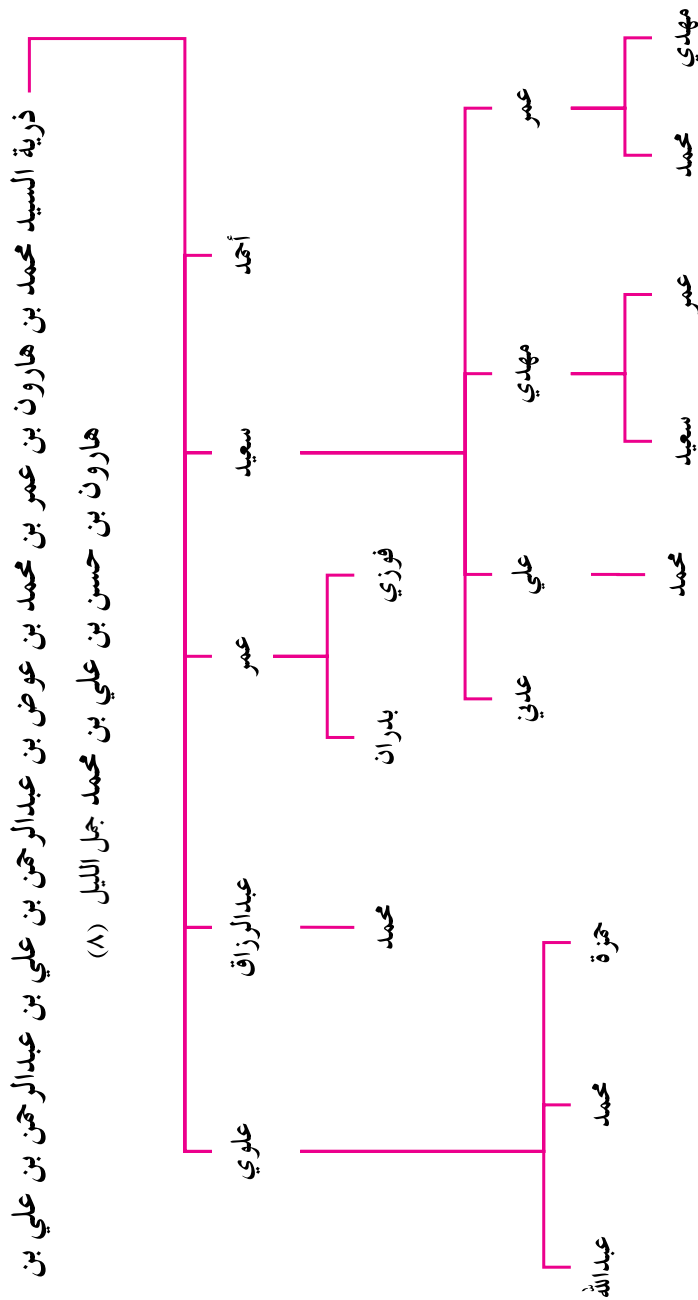 ذرية السيد محمد بن هارون بن عمر بن محمد بن عوض بن عبدالرحمن بن علي بن عبدالرحمن بن علي بن
هارون بن حسن بن علي بن محمد جمل الليل (٨)
أحمد
سعيد
عمر
عبدالرزاق
علوي
فوزي
بدران
محمد
عمر
مهدي
علي
عدني
حمزة
محمد
عبدالله
مهدي
محمد
عمر
سعيد
محمد